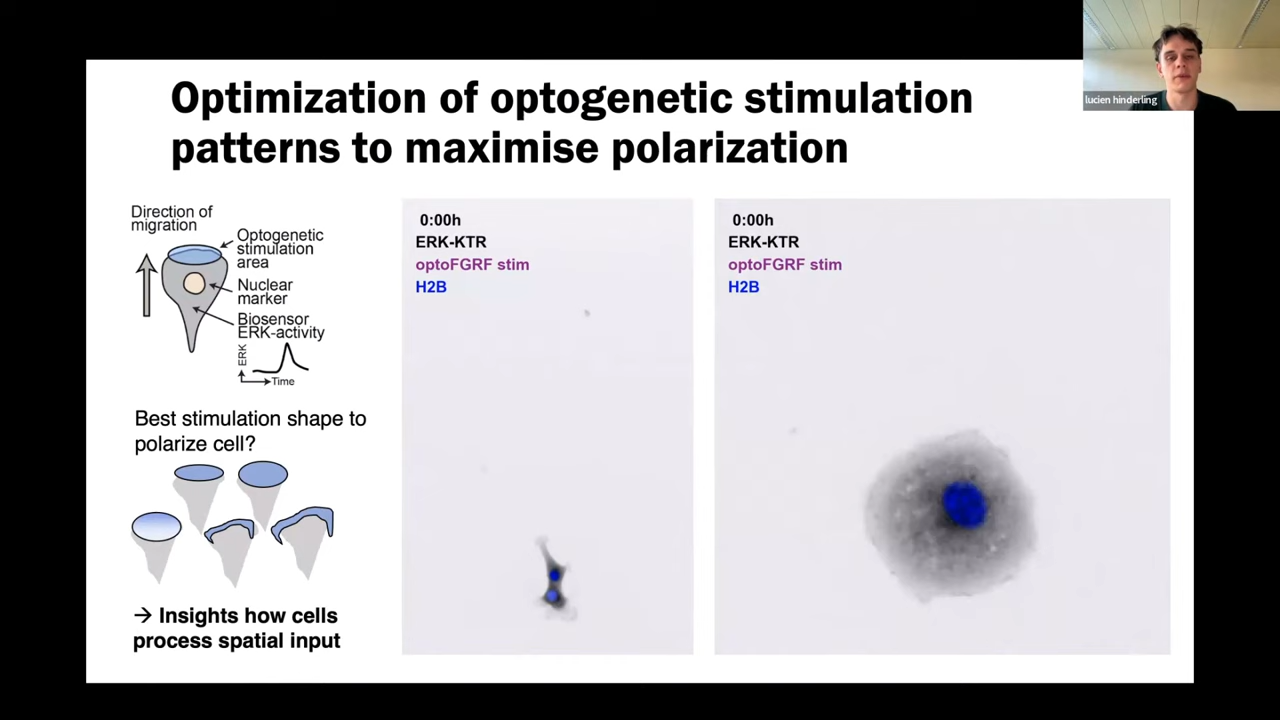 Optimization of optogenetic stimulation
patterns to maximise polarization
lucien hinderling
Direction of
migration
Optogenetic
stimulation
area
Nuclear
marker
Biosensor
ERK-activity
ERK
Time
Best stimulation shape to
polarize cell?
→ Insights how cells
process spatial input
0:00h
ERK-KTR
optoFGRF stim
H2B
0:00h
ERK-KTR
optoFGRF stim
H2B